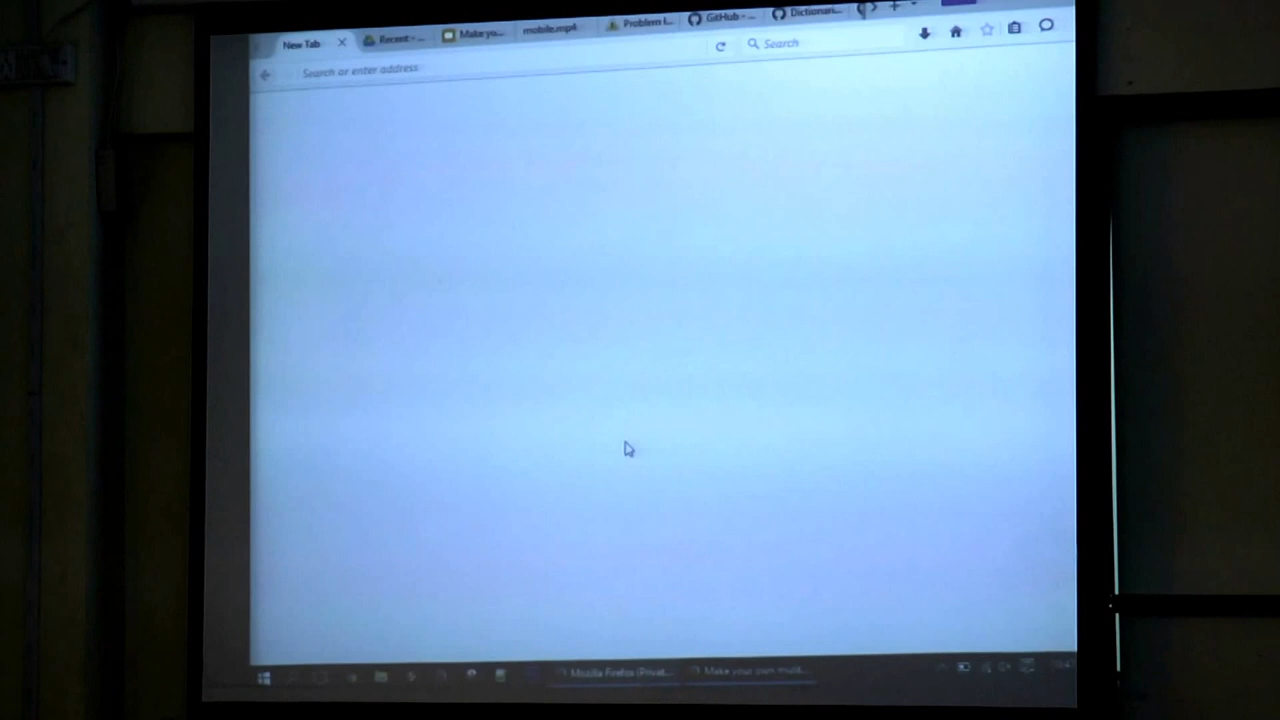 New Tab Recent - ... Make yo... mobile.mp4 Problem L... GitHub - ... Dictionari...
Search or enter address Search
Mozilla Firefox (Privat... Make your own musi...